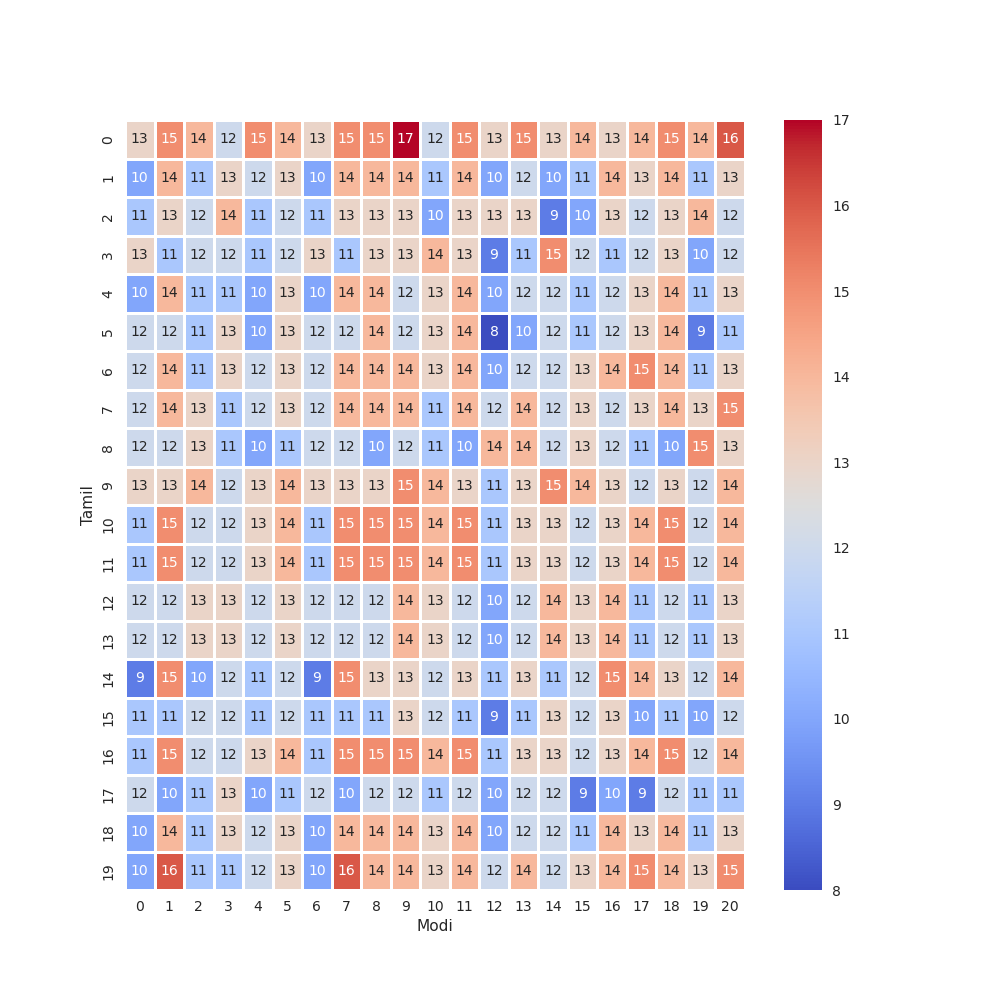 0 13 15 14 12 15 14 13 15 15 17 12 15 13 15 13 14 13 14 15 14 16
1 10 14 11 13 12 13 10 14 14 14 11 14 10 12 10 11 14 13 14 11 13
2 11 13 12 14 11 12 11 13 13 13 10 13 13 13 9 10 13 12 13 14 12
3 13 11 12 12 11 12 13 11 13 13 14 13 9 11 15 12 11 12 13 10 12
4 10 14 11 11 10 13 10 14 14 12 13 14 10 12 12 11 12 13 14 11 13
5 12 12 11 13 10 13 12 12 14 12 13 14 8 10 12 11 12 13 14 9 11
6 12 14 11 13 12 13 12 14 14 14 13 14 10 12 12 13 14 15 14 11 13
7 12 14 13 11 12 13 12 14 14 14 11 14 12 14 12 13 12 13 14 13 15
8 12 12 13 11 10 11 12 12 10 12 11 10 14 14 12 13 12 11 10 15 13
9 13 13 14 12 13 14 13 13 13 15 14 13 11 13 15 14 13 12 13 12 14
10 11 15 12 12 13 14 11 15 15 15 14 15 11 13 13 12 13 14 15 12 14
11 11 15 12 12 13 14 11 15 15 15 14 15 11 13 13 12 13 14 15 12 14
12 12 12 13 13 12 13 12 12 12 14 13 12 10 12 14 13 14 11 12 11 13
13 12 12 13 13 12 13 12 12 12 14 13 12 10 12 14 13 14 11 12 11 13
14 9 15 10 12 11 12 9 15 13 13 12 13 11 13 11 12 15 14 13 12 14
15 11 11 12 12 11 12 11 11 11 13 12 11 9 11 13 12 13 10 11 10 12
16 11 15 12 12 13 14 11 15 15 15 14 15 11 13 13 12 13 14 15 12 14
17 12 10 11 13 10 11 12 10 12 12 11 12 10 12 12 9 10 9 12 11 11
18 10 14 11 13 12 13 10 14 14 14 13 14 10 12 12 11 14 13 14 11 13
19 10 16 11 11 12 13 10 16 14 14 13 14 12 14 12 13 14 15 14 13 15
0 1 2 3 4 5 6 7 8 9 10 11 12 13 14 15 16 17 18 19 20
Modi
Tamil
17
16
15
14
13
12
11
10
9
8